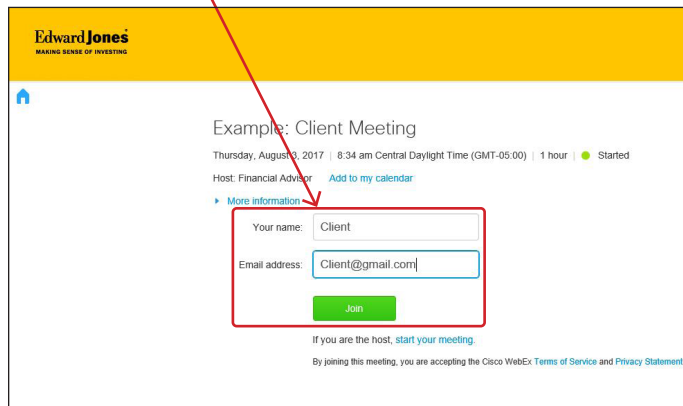 Edward Jones
MAKING SENSE OF INVESTING
Example: Client Meeting
Thursday, August 3, 2017 | 8:34 am Central Daylight Time (GMT-05:00) | 1 hour | Started
Host: Financial Advisor Add to my calendar
More information
Your name: Client
Email address: Client@gmail.com
Join
If you are the host, start your meeting.
By joining this meeting, you are accepting the Cisco WebEx Terms of Service and Privacy Statement